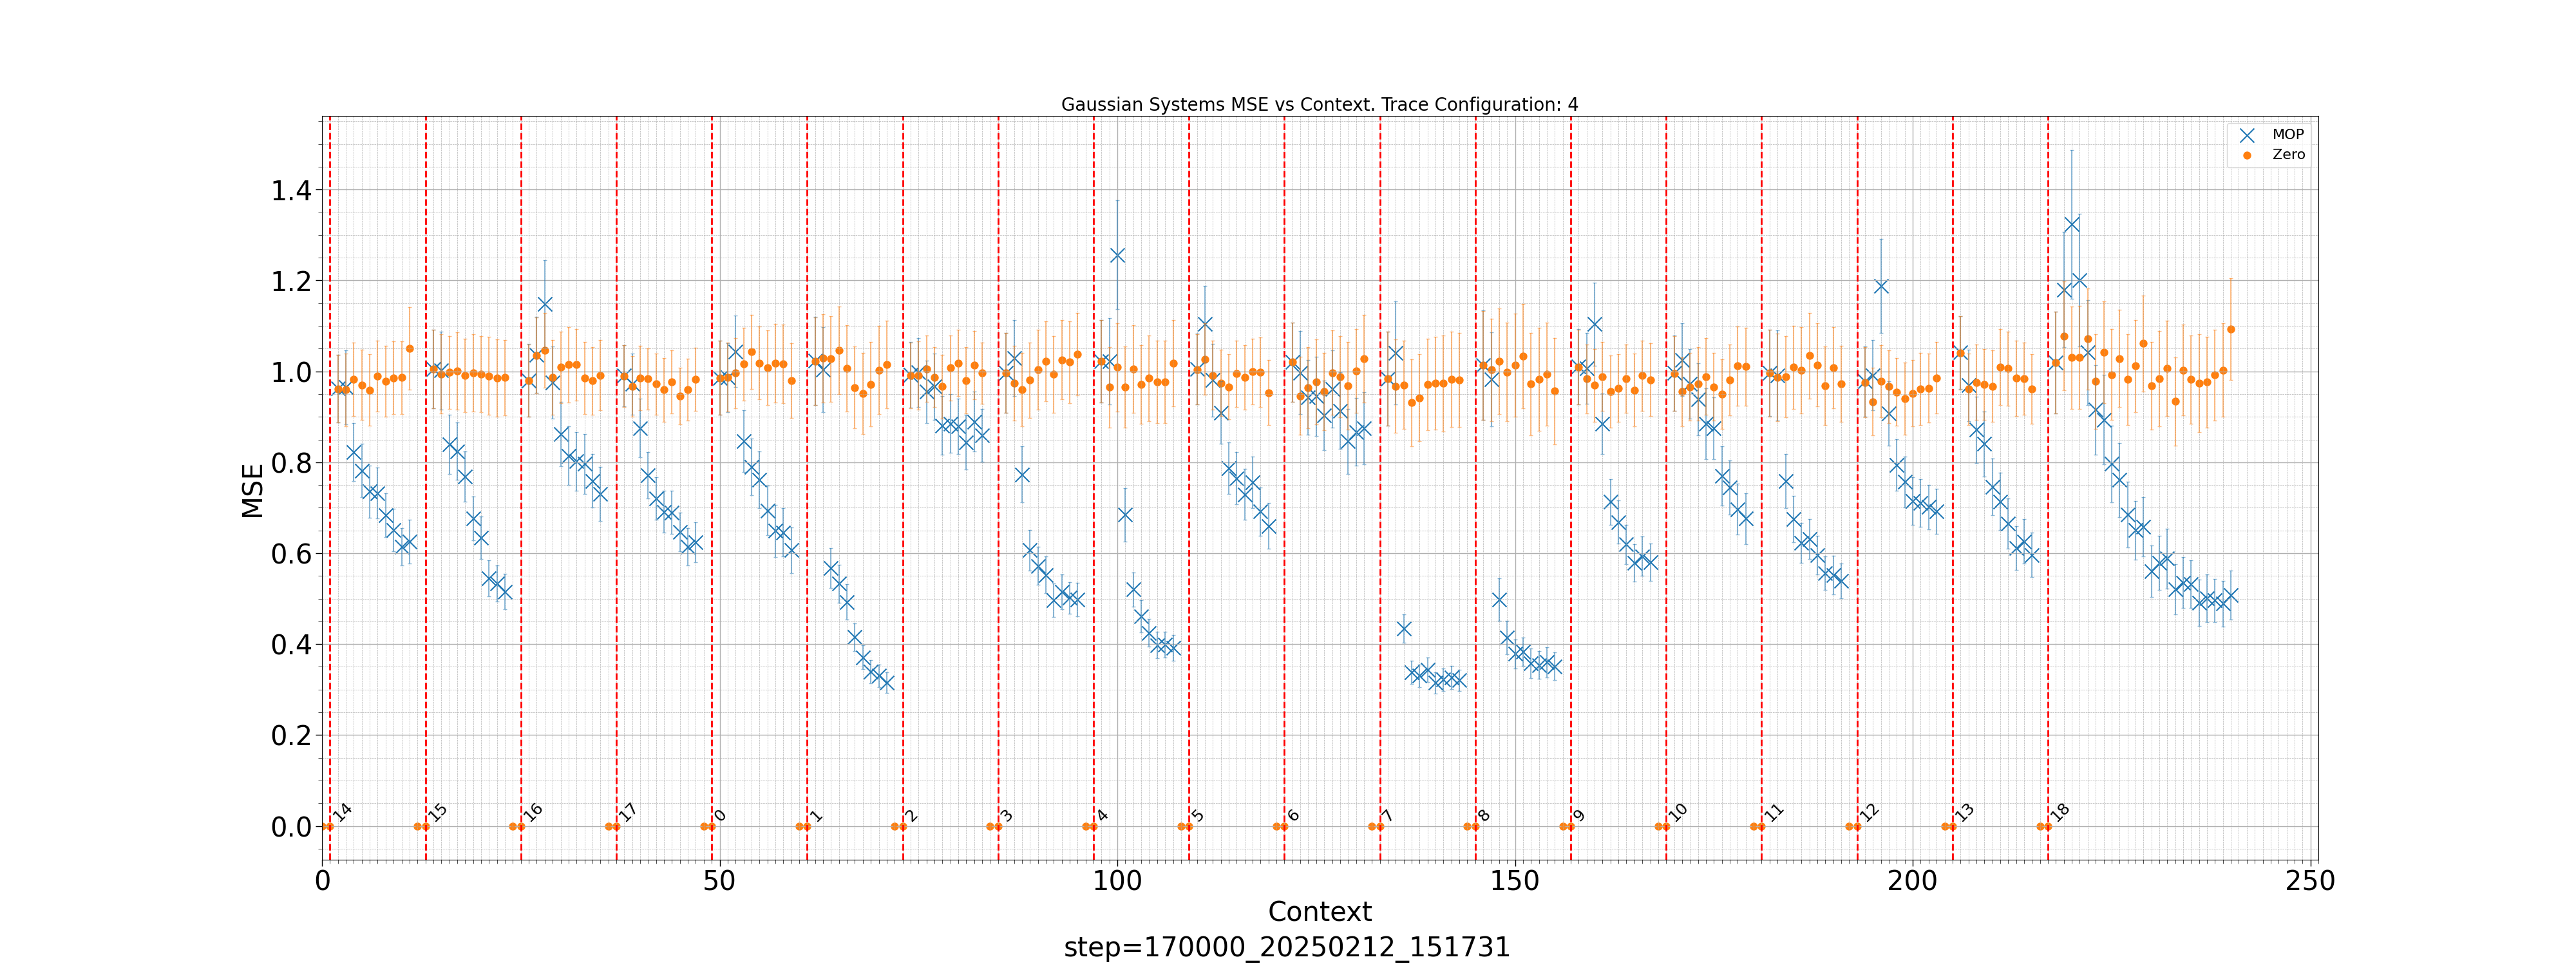 Gaussian Systems MSE vs Context. Trace Configuration: 4
MOP
Zero
MSE
1.4
1.2
1.0
0.8
0.6
0.4
0.2
0.0
14 15 16 17 0 1 2 3 4 5 6 7 8 9 10 11 12 13 18
0 50 100 150 200 250
Context
step=170000_20250212_151731